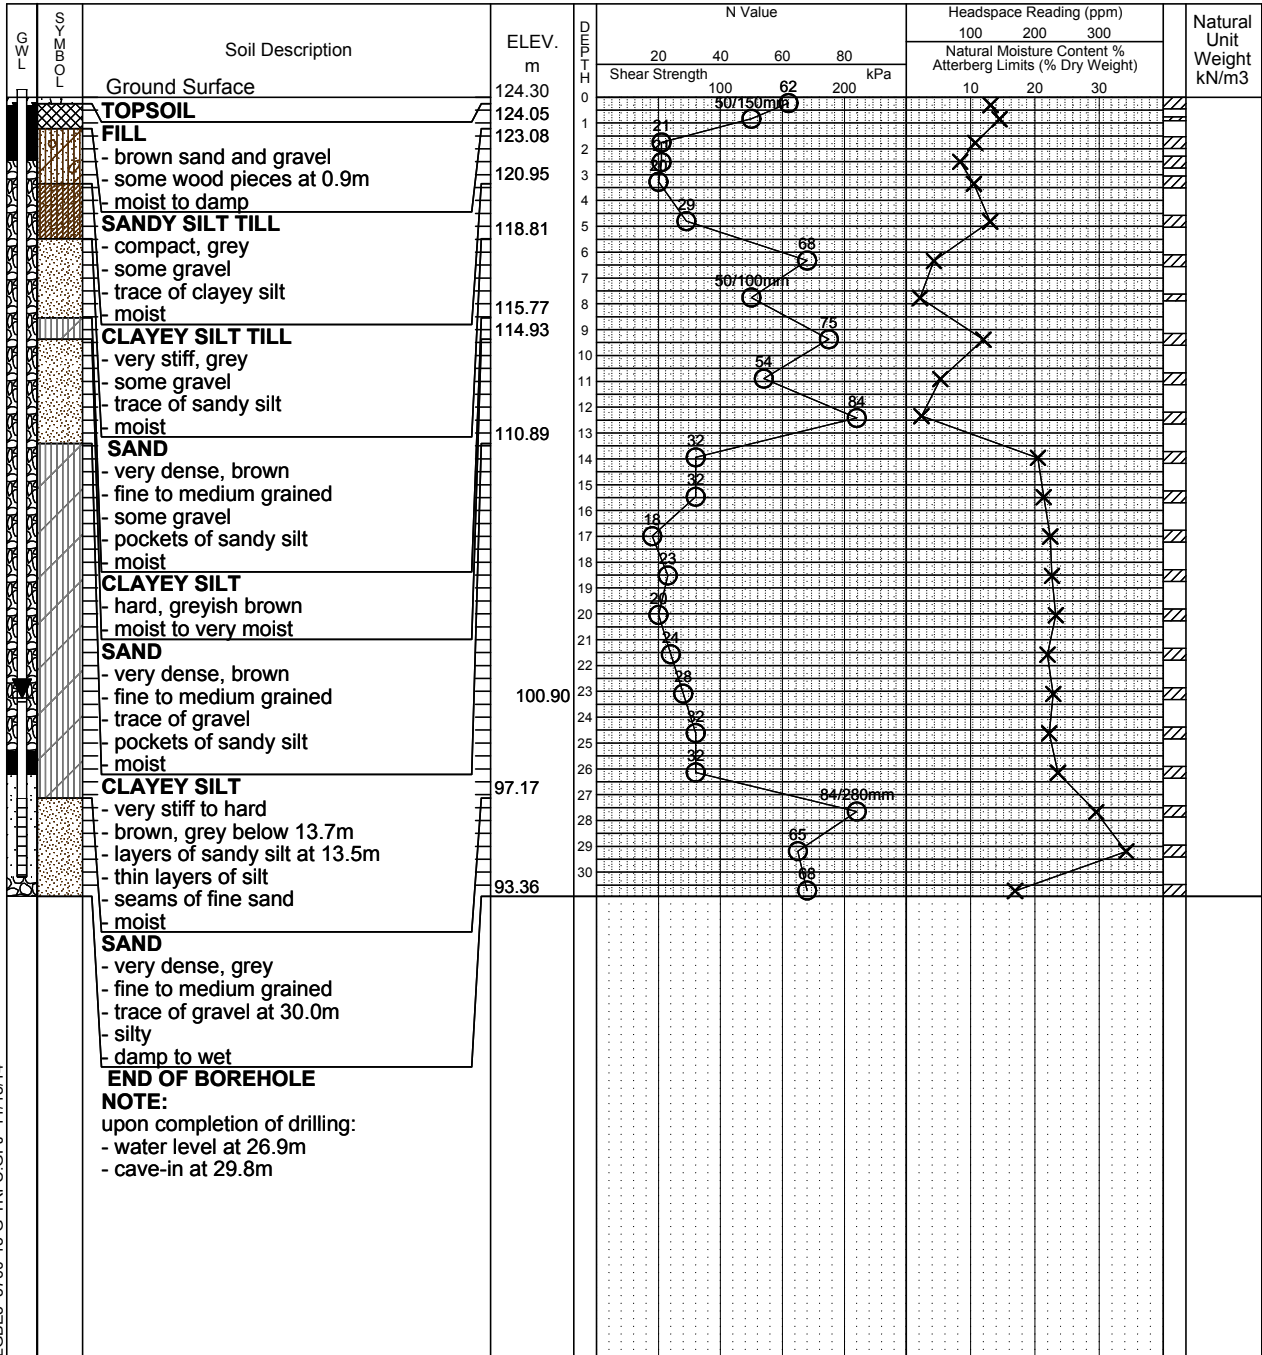 GWL
SYMBOL
Soil Description
ELEV.
m
DEPTH
N Value
20 40 60 80
Shear Strength kPa
100 200
Headspace Reading (ppm)
100 200 300
Natural Moisture Content %
Atterberg Limits (% Dry Weight)
10 20 30
Natural
Unit
Weight
kN/m3
Ground Surface
124.30
TOPSOIL
124.05
FILL
123.08
- brown sand and gravel
- some wood pieces at 0.9m
120.95
- moist to damp
SANDY SILT TILL
118.81
- compact, grey
- some gravel
- trace of clayey silt
- moist
115.77
CLAYEY SILT TILL
114.93
- very stiff, grey
- some gravel
- trace of sandy silt
- moist
110.89
SAND
- very dense, brown
- fine to medium grained
- some gravel
- pockets of sandy silt
- moist
CLAYEY SILT
- hard, greyish brown
- moist to very moist
SAND
- very dense, brown
- fine to medium grained
100.90
- trace of gravel
- pockets of sandy silt
- moist
CLAYEY SILT
97.17
- very stiff to hard
- brown, grey below 13.7m
- layers of sandy silt at 13.5m
- thin layers of silt
- seams of fine sand
93.36
- moist
SAND
- very dense, grey
- fine to medium grained
- trace of gravel at 30.0m
- silty
- damp to wet
END OF BOREHOLE
NOTE:
upon completion of drilling:
- water level at 26.9m
- cave-in at 29.8m
0
1
2
3
4
5
6
7
8
9
10
11
12
13
14
15
16
17
18
19
20
21
22
23
24
25
26
27
28
29
30
62
50/150mm
21
20
29
68
50/100mm
75
54
84
32
32
18
23
20
24
28
32
32
84/280mm
65
68